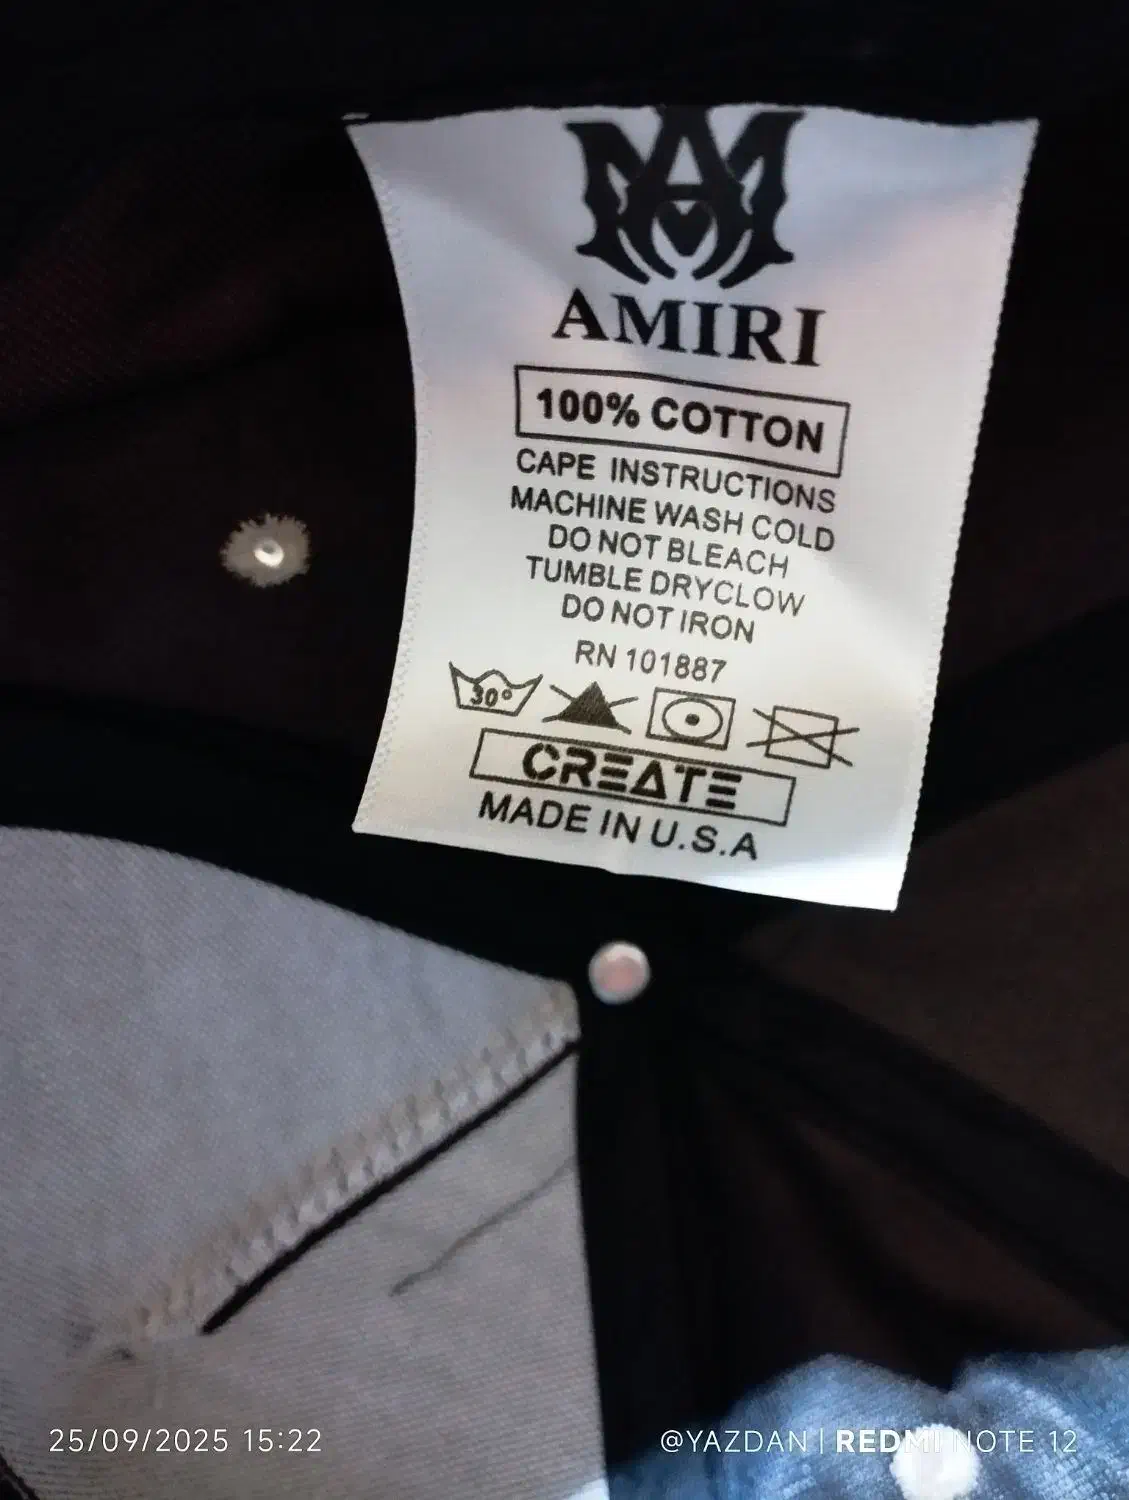 AMIRI
100% COTTON
CAPE INSTRUCTIONS
MACHINE WASH COLD
DO NOT BLEACH
TUMBLE DRYCLOW
DO NOT IRON
RN 101887
30°
CREATE
MADE IN U.S.A
25/09/2025 15:22
@YAZDAN | REDMI NOTE 12